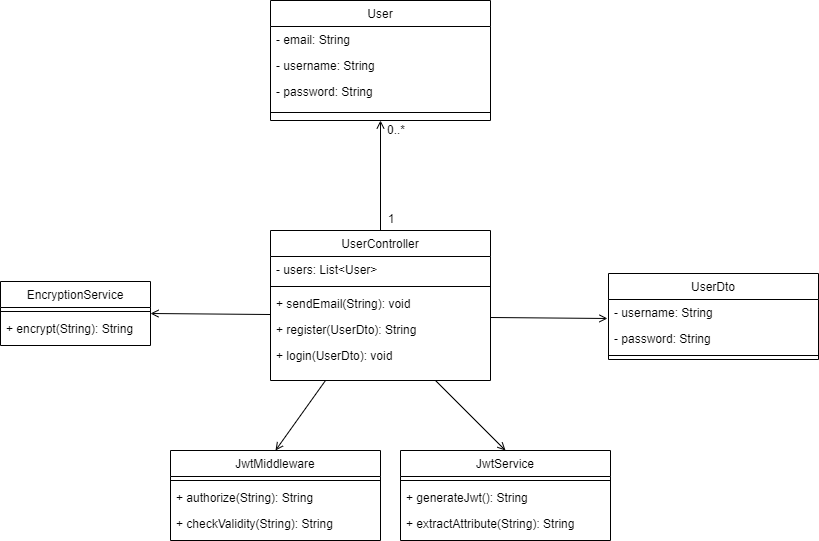 User
- email: String
- username: String
- password: String
0..*
1
UserController
- users: List<User>
+ sendEmail(String): void
+ register(UserDto): String
+ login(UserDto): void
EncryptionService
+ encrypt(String): String
UserDto
- username: String
- password: String
JwtMiddleware
+ authorize(String): String
+ checkValidity(String): String
JwtService
+ generateJwt(): String
+ extractAttribute(String): String